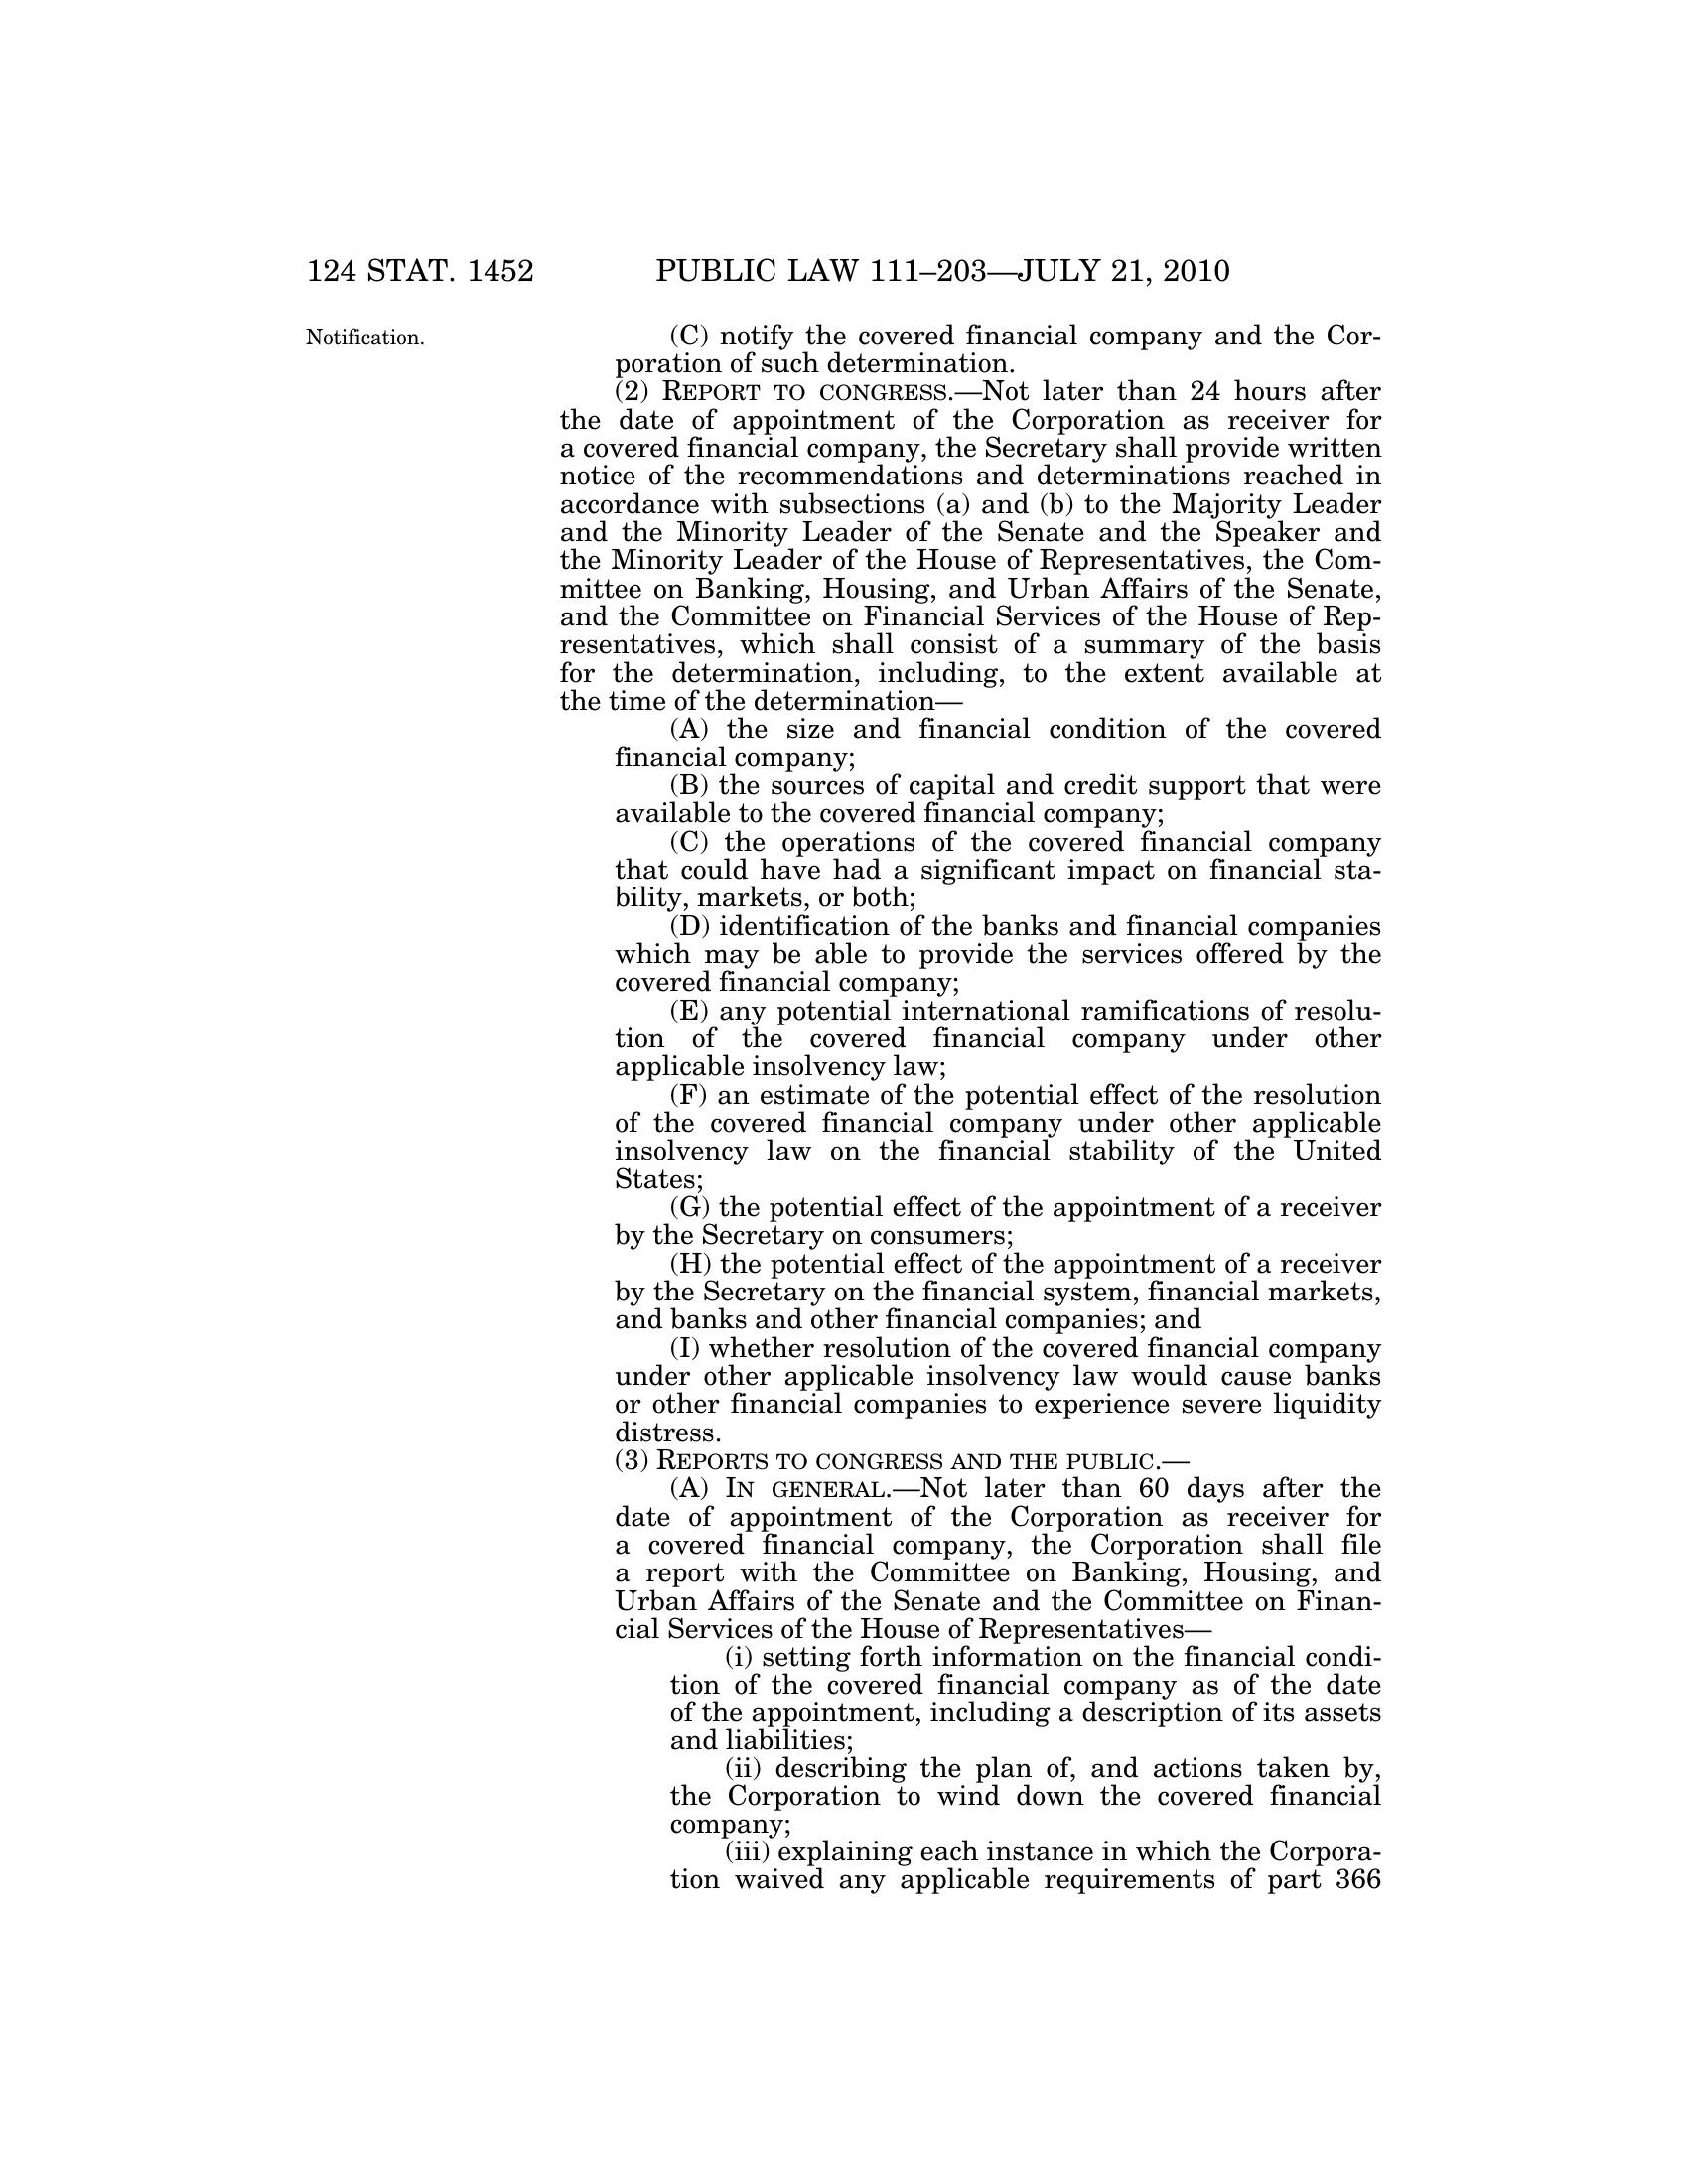 124 STAT. 1452 PUBLIC LAW 111–203—JULY 21, 2010
Notification.
(C) notify the covered financial company and the Cor-
poration of such determination.
(2) REPORT TO CONGRESS.—Not later than 24 hours after
the date of appointment of the Corporation as receiver for
a covered financial company, the Secretary shall provide written
notice of the recommendations and determinations reached in
accordance with subsections (a) and (b) to the Majority Leader
and the Minority Leader of the Senate and the Speaker and
the Minority Leader of the House of Representatives, the Com-
mittee on Banking, Housing, and Urban Affairs of the Senate,
and the Committee on Financial Services of the House of Rep-
resentatives, which shall consist of a summary of the basis
for the determination, including, to the extent available at
the time of the determination—
(A) the size and financial condition of the covered
financial company;
(B) the sources of capital and credit support that were
available to the covered financial company;
(C) the operations of the covered financial company
that could have had a significant impact on financial sta-
bility, markets, or both;
(D) identification of the banks and financial companies
which may be able to provide the services offered by the
covered financial company;
(E) any potential international ramifications of resolu-
tion of the covered financial company under other
applicable insolvency law;
(F) an estimate of the potential effect of the resolution
of the covered financial company under other applicable
insolvency law on the financial stability of the United
States;
(G) the potential effect of the appointment of a receiver
by the Secretary on consumers;
(H) the potential effect of the appointment of a receiver
by the Secretary on the financial system, financial markets,
and banks and other financial companies; and
(I) whether resolution of the covered financial company
under other applicable insolvency law would cause banks
or other financial companies to experience severe liquidity
distress.
(3) REPORTS TO CONGRESS AND THE PUBLIC.—
(A) IN GENERAL.—Not later than 60 days after the
date of appointment of the Corporation as receiver for
a covered financial company, the Corporation shall file
a report with the Committee on Banking, Housing, and
Urban Affairs of the Senate and the Committee on Finan-
cial Services of the House of Representatives—
(i) setting forth information on the financial condi-
tion of the covered financial company as of the date
of the appointment, including a description of its assets
and liabilities;
(ii) describing the plan of, and actions taken by,
the Corporation to wind down the covered financial
company;
(iii) explaining each instance in which the Corpora-
tion waived any applicable requirements of part 366